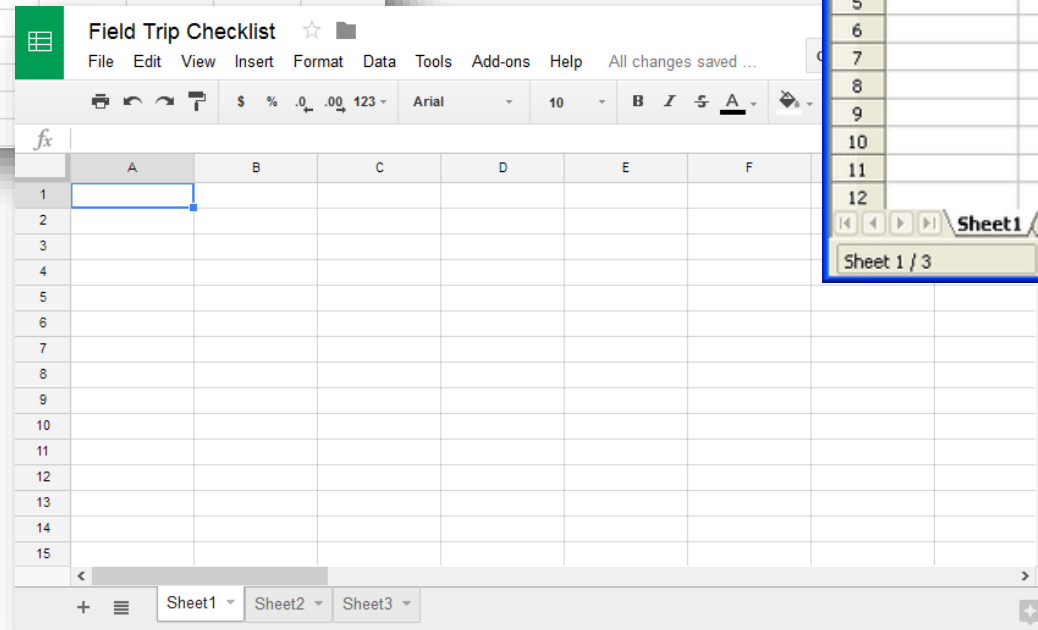 Field Trip Checklist
File Edit View Insert Format Data Tools Add-ons Help All changes saved ...
$ % .0 .00 123 Arial 10 B I S A
fx
A B C D E F
1
2
3
4
5
6
7
8
9
10
11
12
13
14
15
+ Sheet1 Sheet2 Sheet3
5
6
7
8
9
10
11
12
Sheet1
Sheet 1 / 3